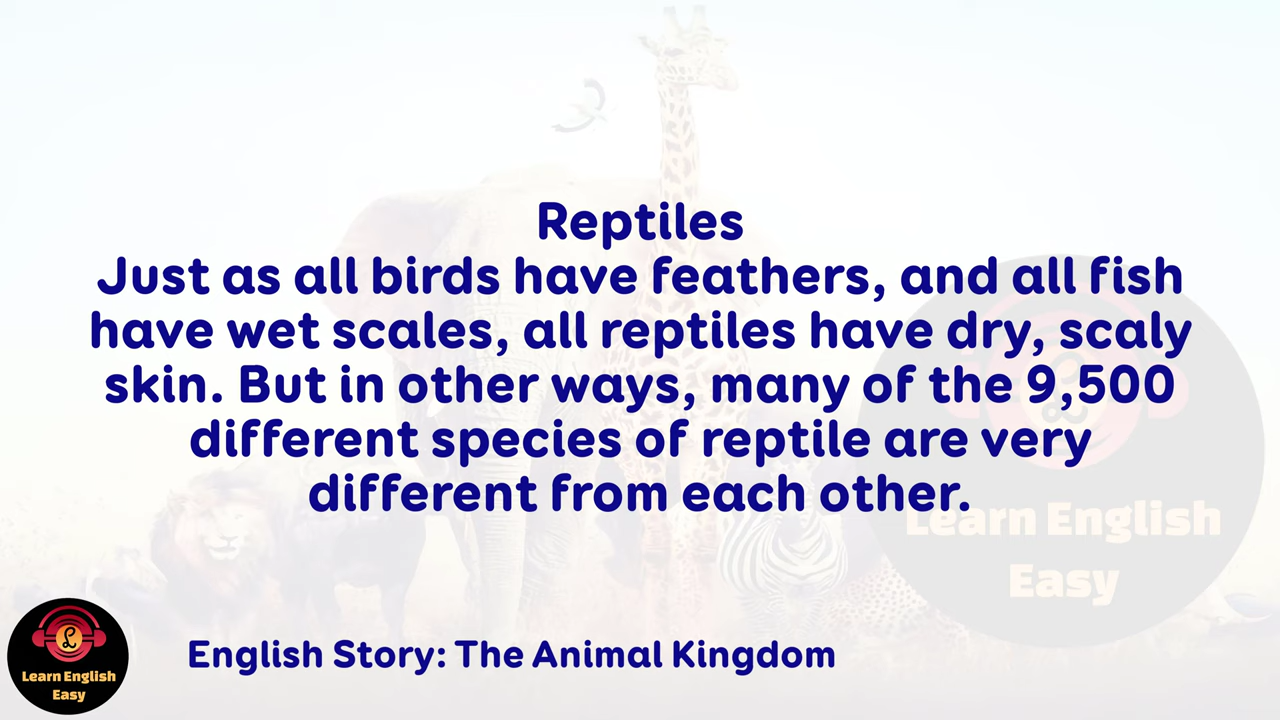 Reptiles
Just as all birds have feathers, and all fish
have wet scales, all reptiles have dry, scaly
skin. But in other ways, many of the 9,500
different species of reptile are very
different from each other.
Learn English
Easy
English Story: The Animal Kingdom
Learn English
Easy